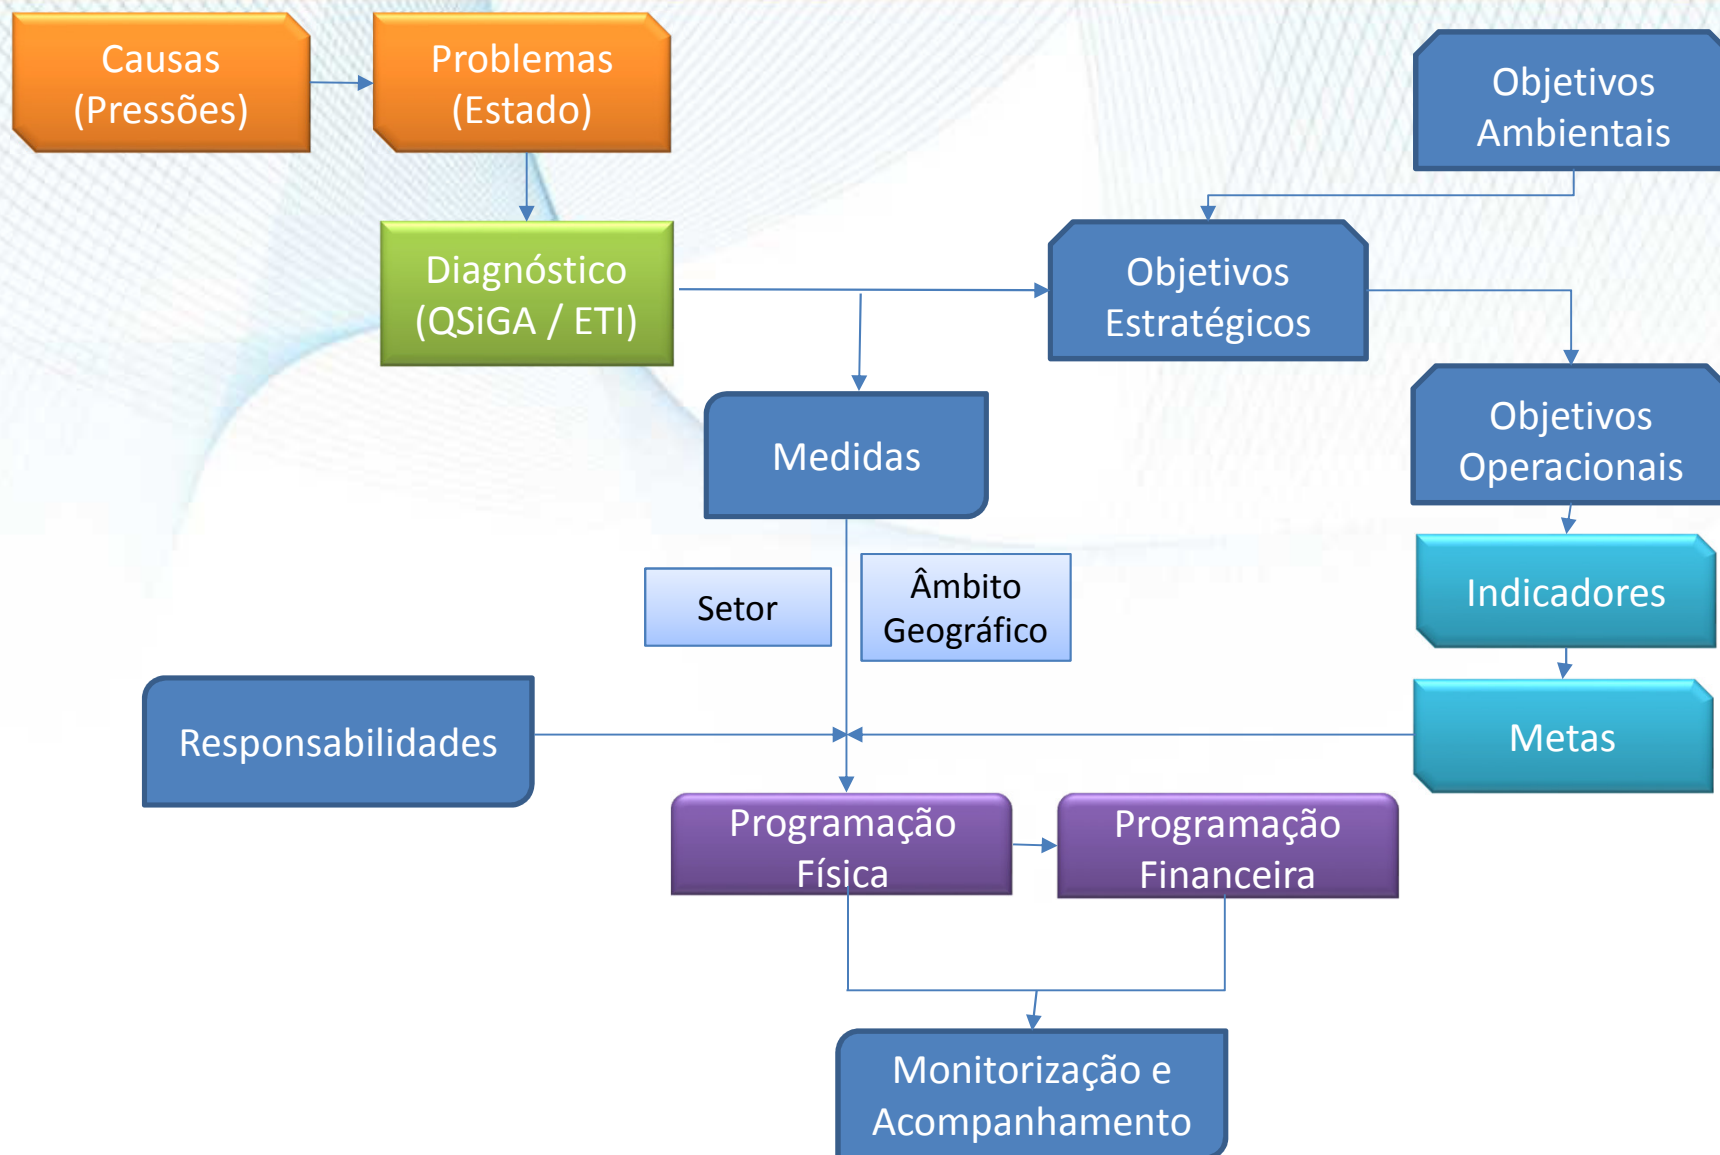 Causas
(Pressões)
Problemas
(Estado)
Objetivos
Ambientais
Diagnóstico
(QSiGA / ETI)
Objetivos
Estratégicos
Medidas
Objetivos
Operacionais
Setor
Âmbito
Geográfico
Indicadores
Responsabilidades
Metas
Programação
Física
Programação
Financeira
Monitorização e
Acompanhamento